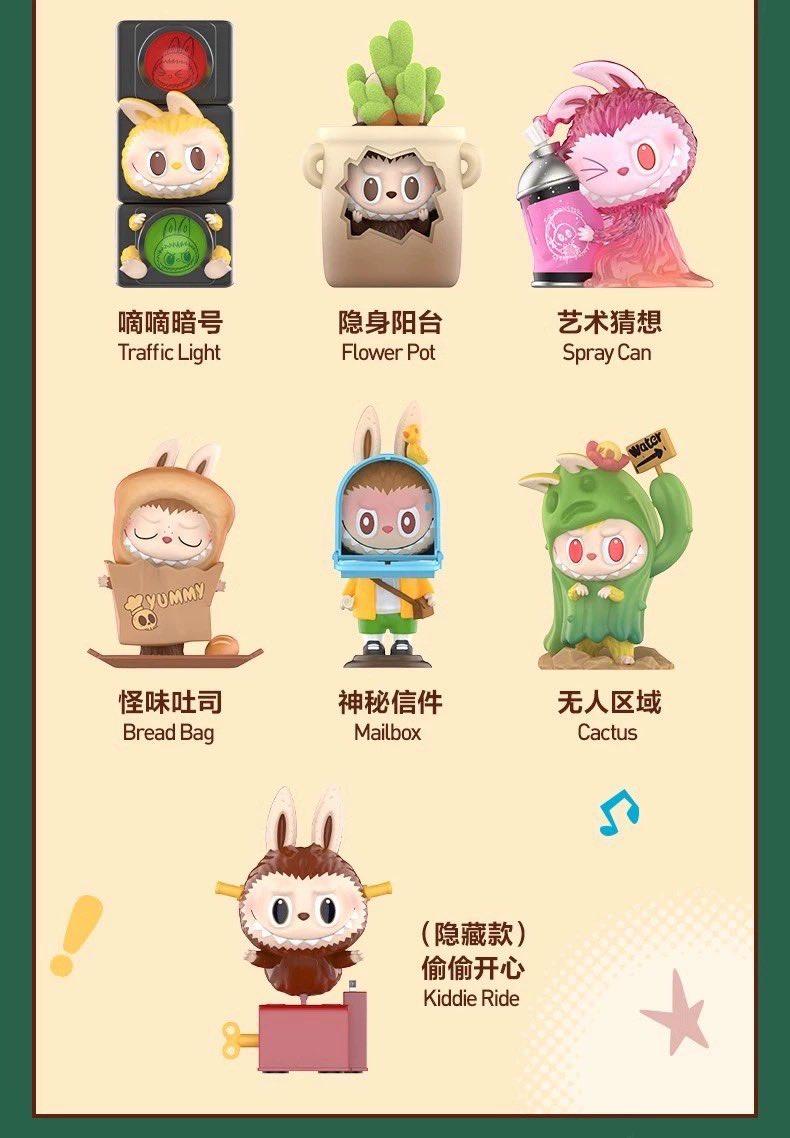 嘀嘀暗号
Traffic Light
隐身阳台
Flower Pot
艺术猜想
Spray Can
Water
YUMMY
怪味吐司
Bread Bag
神秘信件
Mailbox
无人区域
Cactus
（隐藏款）
偷偷开心
Kiddie Ride